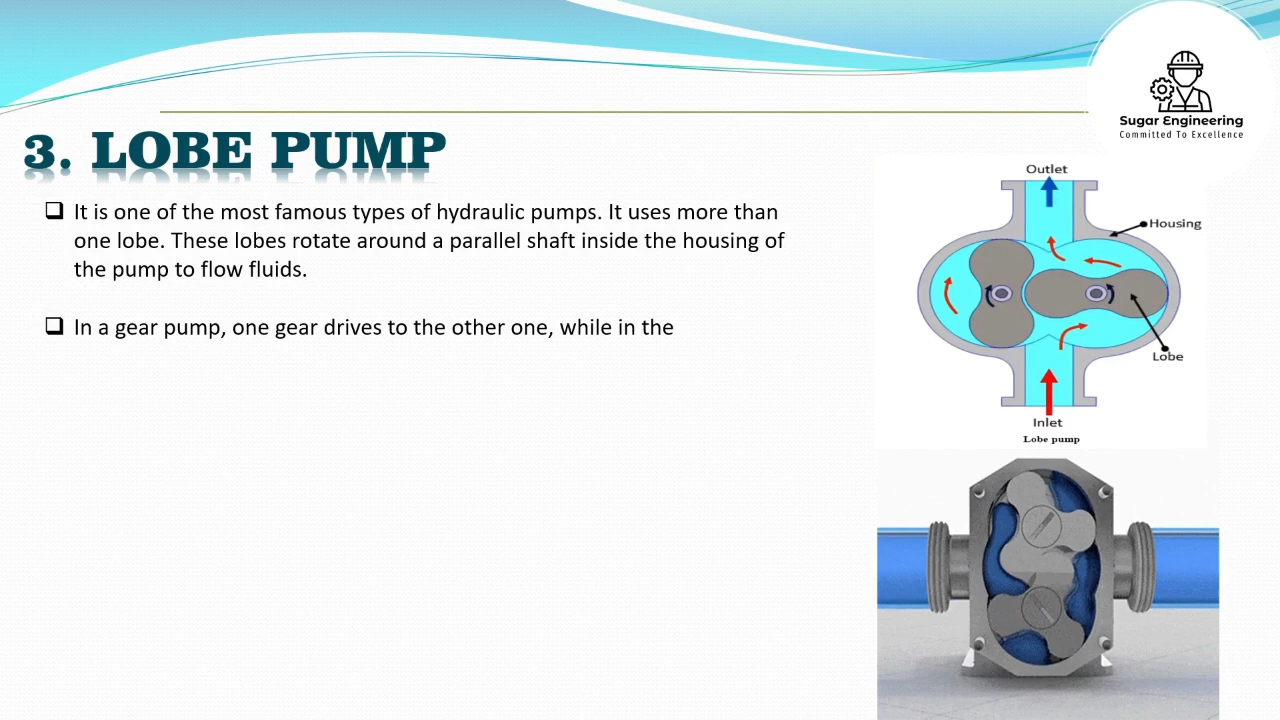 Sugar Engineering
Committed To Excellence
3. LOBE PUMP
It is one of the most famous types of hydraulic pumps. It uses more than
one lobe. These lobes rotate around a parallel shaft inside the housing of
the pump to flow fluids.
In a gear pump, one gear drives to the other one, while in the
Outlet
Housing
Lobe
Inlet
Lobe pump